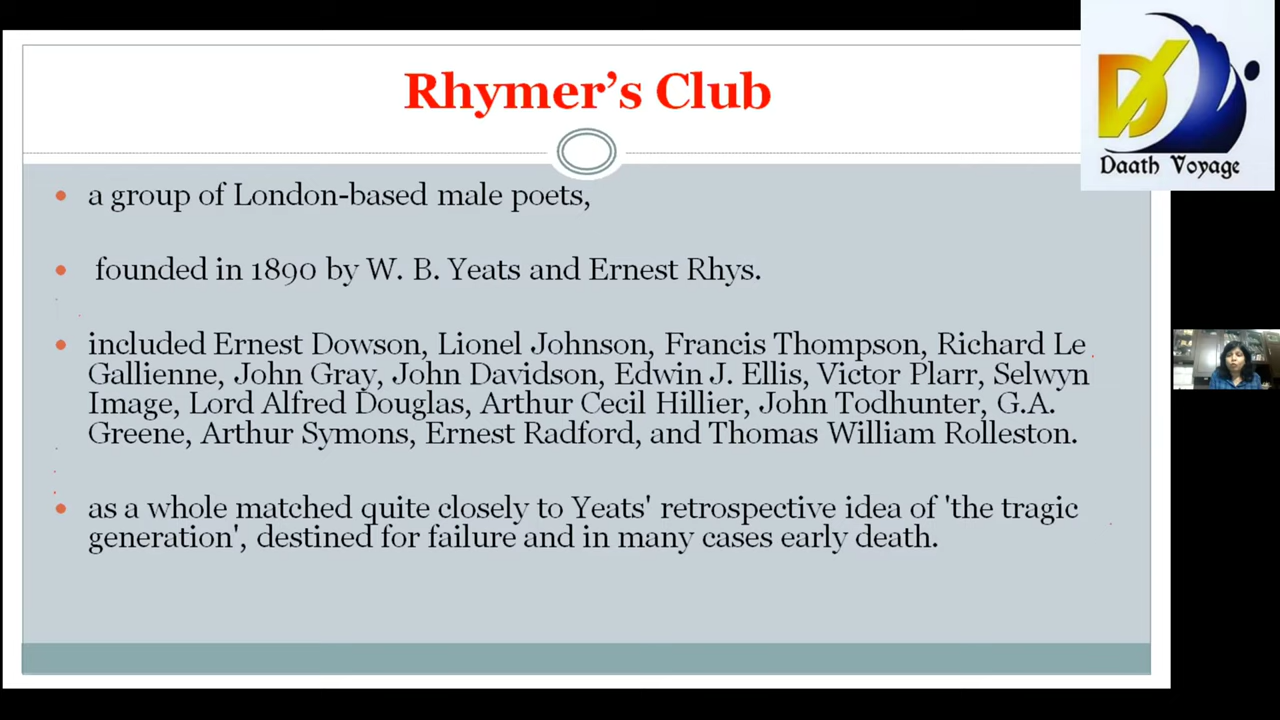 Rhymer's Club
Daath Voyage
a group of London-based male poets,
founded in 1890 by W. B. Yeats and Ernest Rhys.
included Ernest Dowson, Lionel Johnson, Francis Thompson, Richard Le
Gallienne, John Gray, John Davidson, Edwin J. Ellis, Victor Plarr, Selwyn
Image, Lord Alfred Douglas, Arthur Cecil Hillier, John Todhunter, G.A.
Greene, Arthur Symons, Ernest Radford, and Thomas William Rolleston.
as a whole matched quite closely to Yeats' retrospective idea of 'the tragic
generation', destined for failure and in many cases early death.